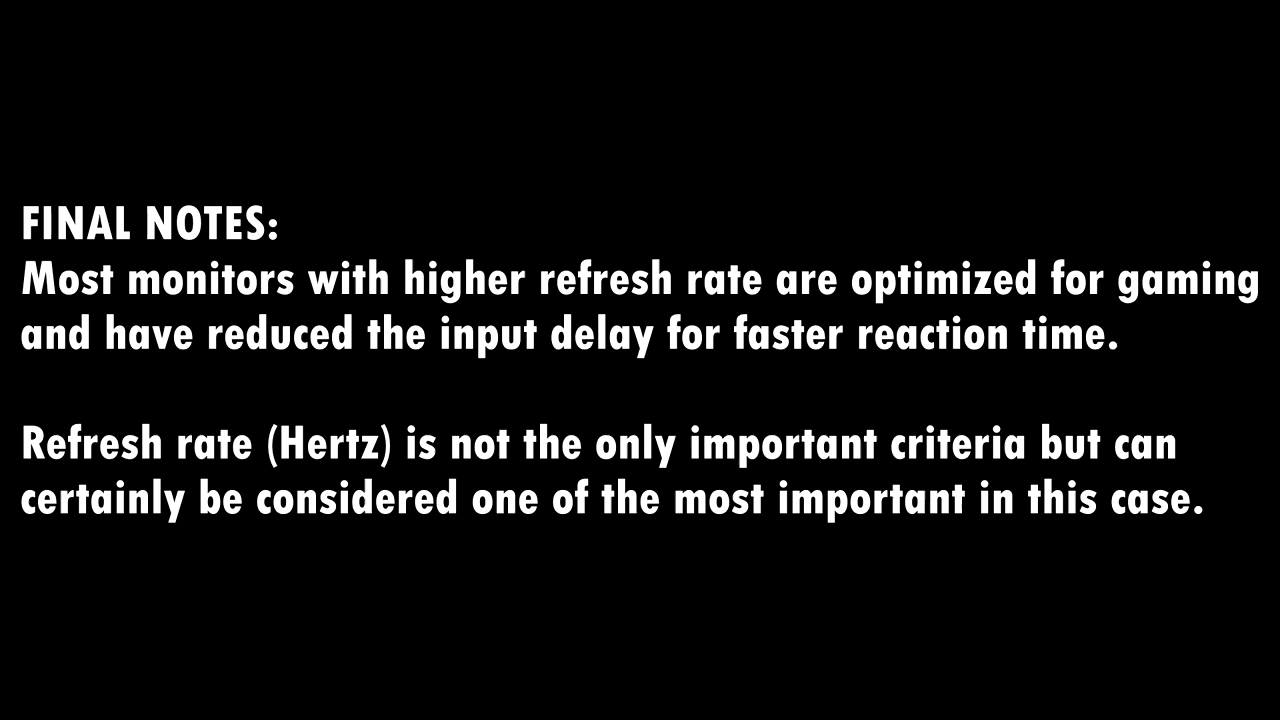 FINAL NOTES:
Most monitors with higher refresh rate are optimized for gaming
and have reduced the input delay for faster reaction time.
Refresh rate (Hertz) is not the only important criteria but can
certainly be considered one of the most important in this case.